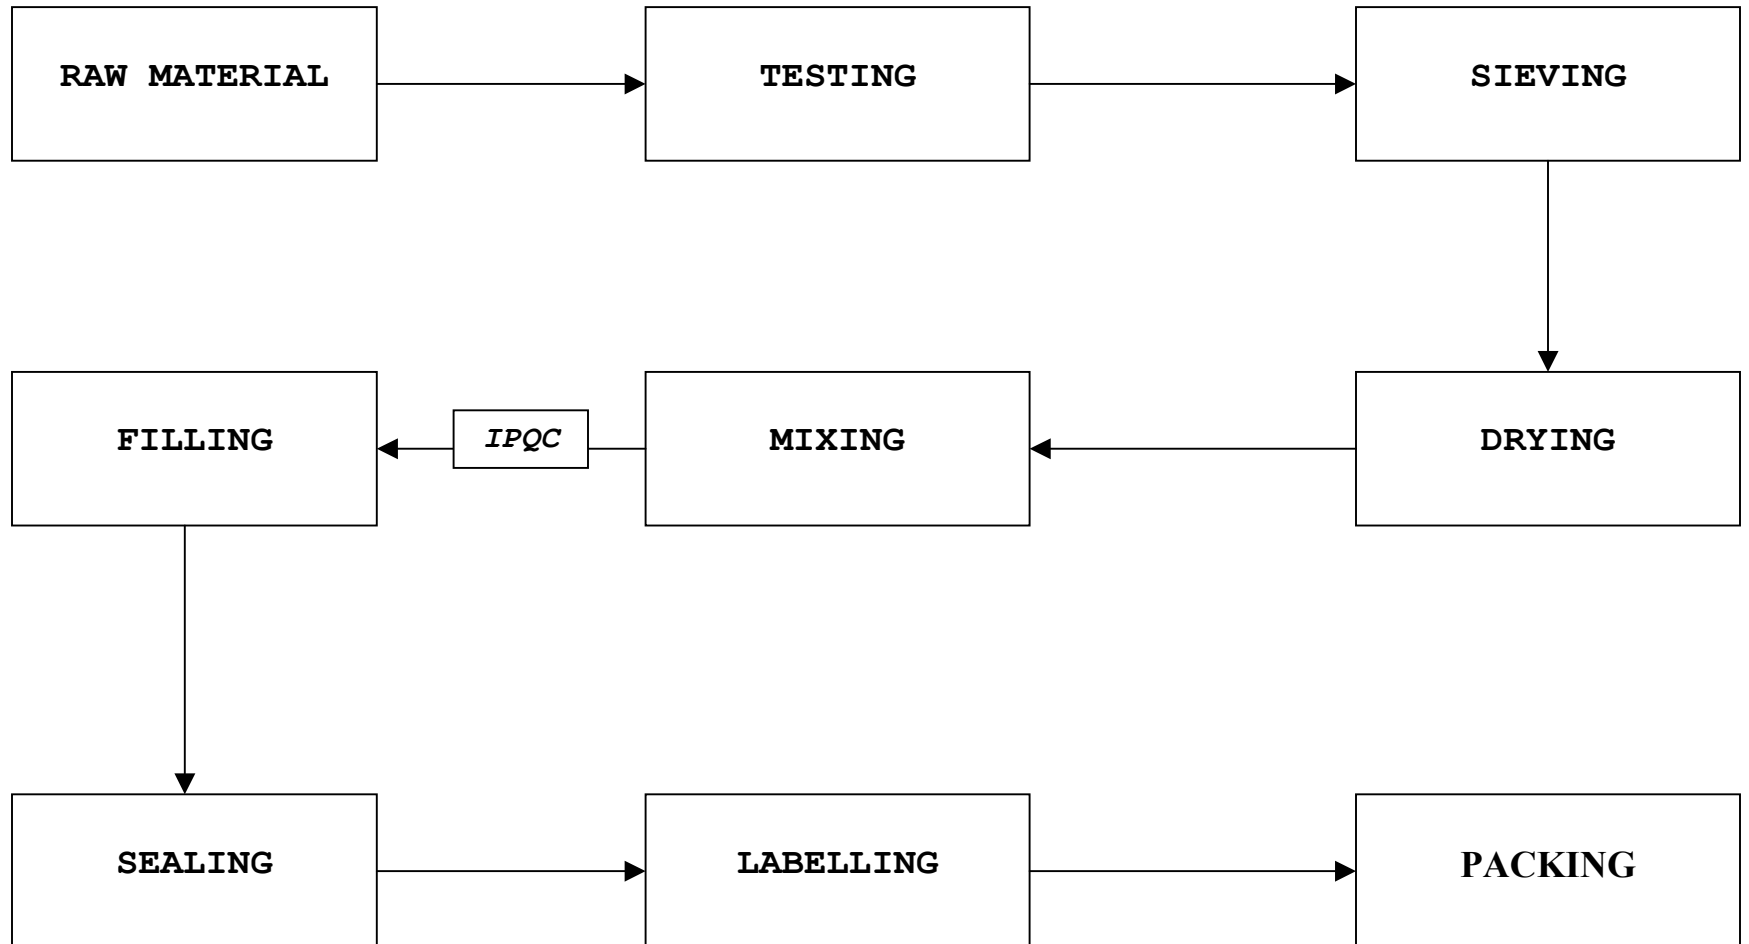 RAW MATERIAL
TESTING
SIEVING
FILLING
IPQC
MIXING
DRYING
SEALING
LABELLING
PACKING